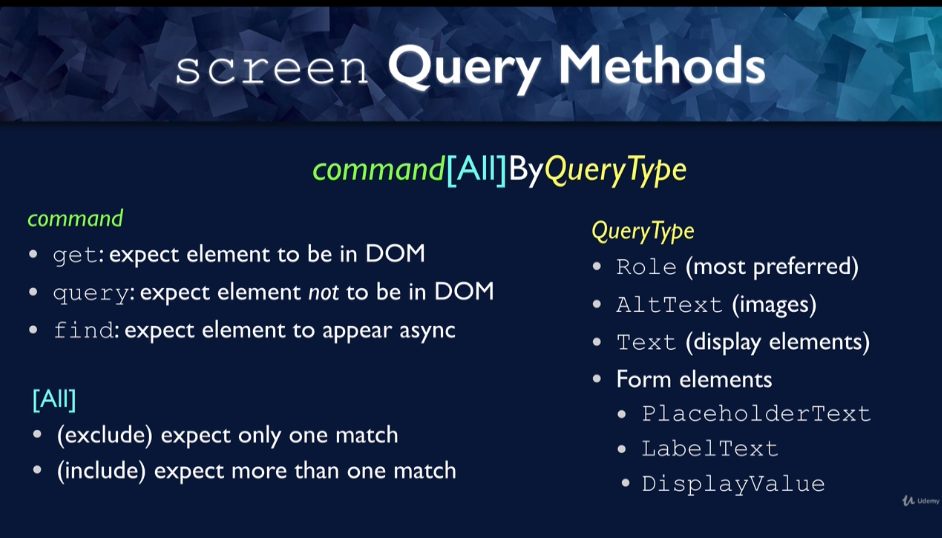 screen Query Methods
command[All]ByQueryType
command
• get: expect element to be in DOM
• query: expect element not to be in DOM
• find: expect element to appear async
[All]
• (exclude) expect only one match
• (include) expect more than one match
QueryType
• Role (most preferred)
• AltText (images)
• Text (display elements)
• Form elements
• PlaceholderText
• LabelText
• DisplayValue
Udemy